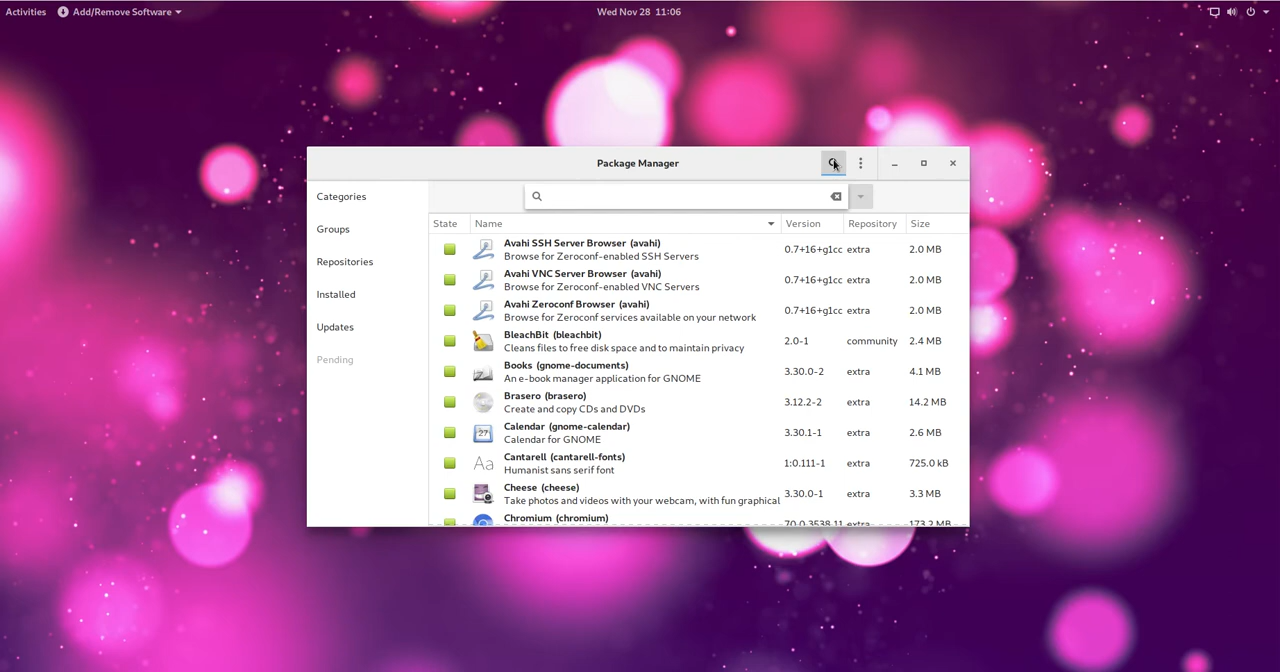 Activities Add/Remove Software Wed Nov 28 11:06
Package Manager
Categories
Groups
Repositories
Installed
Updates
Pending
State Name Version Repository Size
Avahi SSH Server Browser (avahi)
Browse for Zeroconf-enabled SSH Servers
0.7+16+g1cc extra 2.0 MB
Avahi VNC Server Browser (avahi)
Browse for Zeroconf-enabled VNC Servers
0.7+16+g1cc extra 2.0 MB
Avahi Zeroconf Browser (avahi)
Browse for Zeroconf services available on your network
0.7+16+g1cc extra 2.0 MB
BleachBit (bleachbit)
Cleans files to free disk space and to maintain privacy
2.0-1 community 2.4 MB
Books (gnome-documents)
An e-book manager application for GNOME
3.30.0-2 extra 4.1 MB
Brasero (brasero)
Create and copy CDs and DVDs
3.12.2-2 extra 14.2 MB
Calendar (gnome-calendar)
Calendar for GNOME
27
3.30.1-1 extra 2.6 MB
Aa
Cantarell (cantarell-fonts)
Humanist sans serif font
1:0.111-1 extra 725.0 kB
Cheese (cheese)
Take photos and videos with your webcam, with fun graphical
3.30.0-1 extra 3.3 MB
Chromium (chromium)
70.0.3538.11 extra 173.2 MB